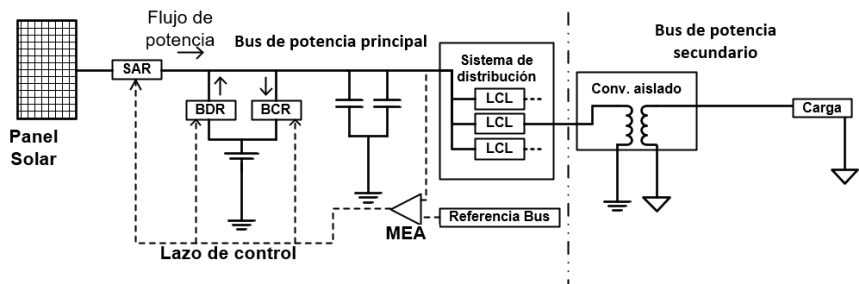 Flujo de
potencia
Bus de potencia principal
Bus de potencia
secundario
Sistema de
distribución
Conv. aislado
SAR
LCL
BDR
BCR
LCL
Carga
LCL
Panel
Solar
Referencia Bus
MEA
Lazo de control